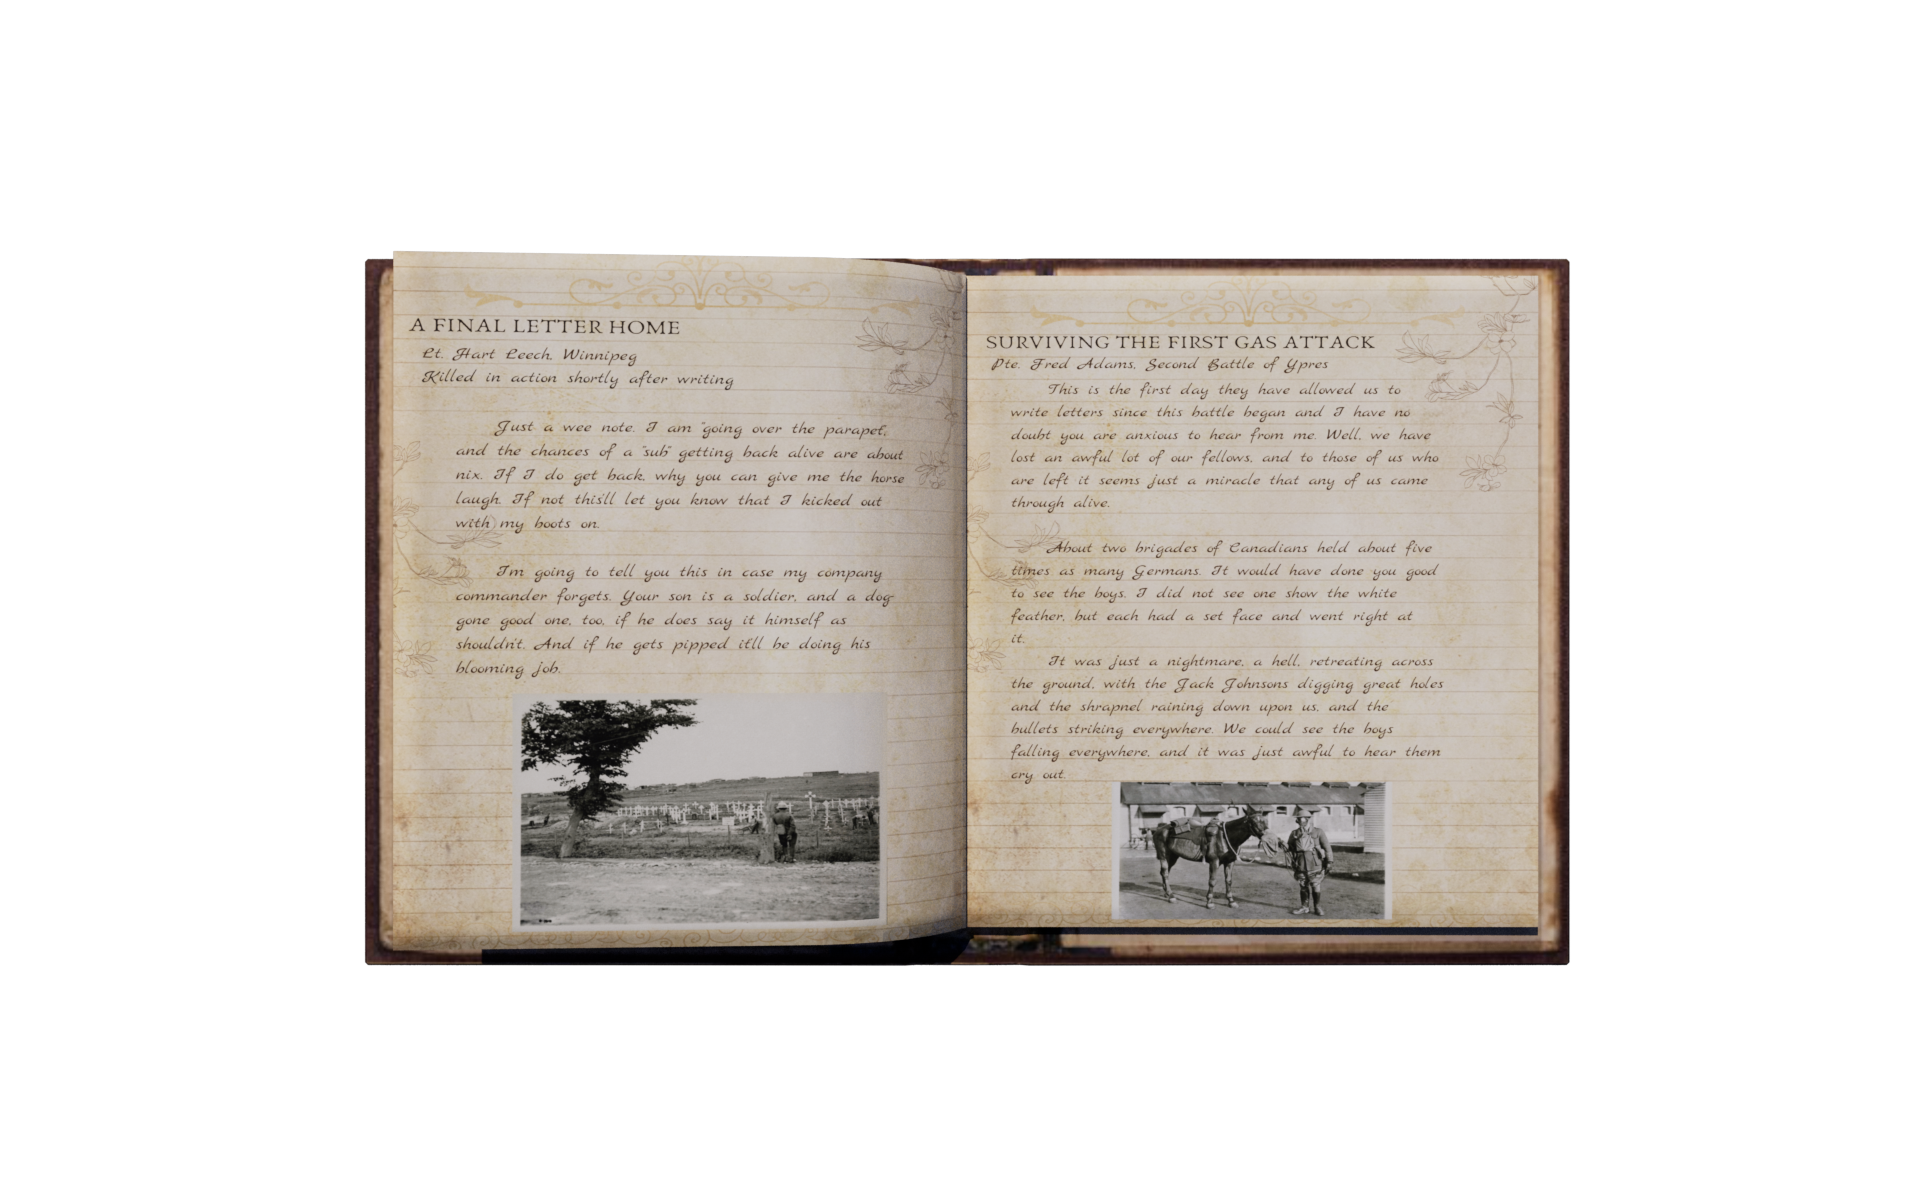 A FINAL LETTER HOME
Lt. Hart Leech, Winnipeg
Killed in action shortly after writing
Just a wee note. I am "going over the parapet,
and the chances of a "sub" getting back alive are about
nix. If I do get back, why you can give me the horse
laugh. If not this'll let you know that I kicked out
with my boots on.
I'm going to tell you this in case my company
commander forgets. Your son is a soldier, and a dog-
gone good one, too, if he does say it himself as
shouldn't. And if he gets pipped it'll be doing his
blooming job.
SURVIVING THE FIRST GAS ATTACK
Pte. Fred Adams, Second Battle of Ypres
This is the first day they have allowed us to
write letters since this battle began and I have no
doubt you are anxious to hear from me. Well, we have
lost an awful lot of our fellows, and to those of us who
are left it seems just a miracle that any of us came
through alive.
About two brigades of Canadians held about five
times as many Germans. It would have done you good
to see the boys. I did not see one show the white
feather, but each had a set face and went right at
it.
It was just a nightmare, a hell, retreating across
the ground, with the Jack Johnsons digging great holes
and the shrapnel raining down upon us, and the
bullets striking everywhere. We could see the boys
falling everywhere, and it was just awful to hear them
cry out.